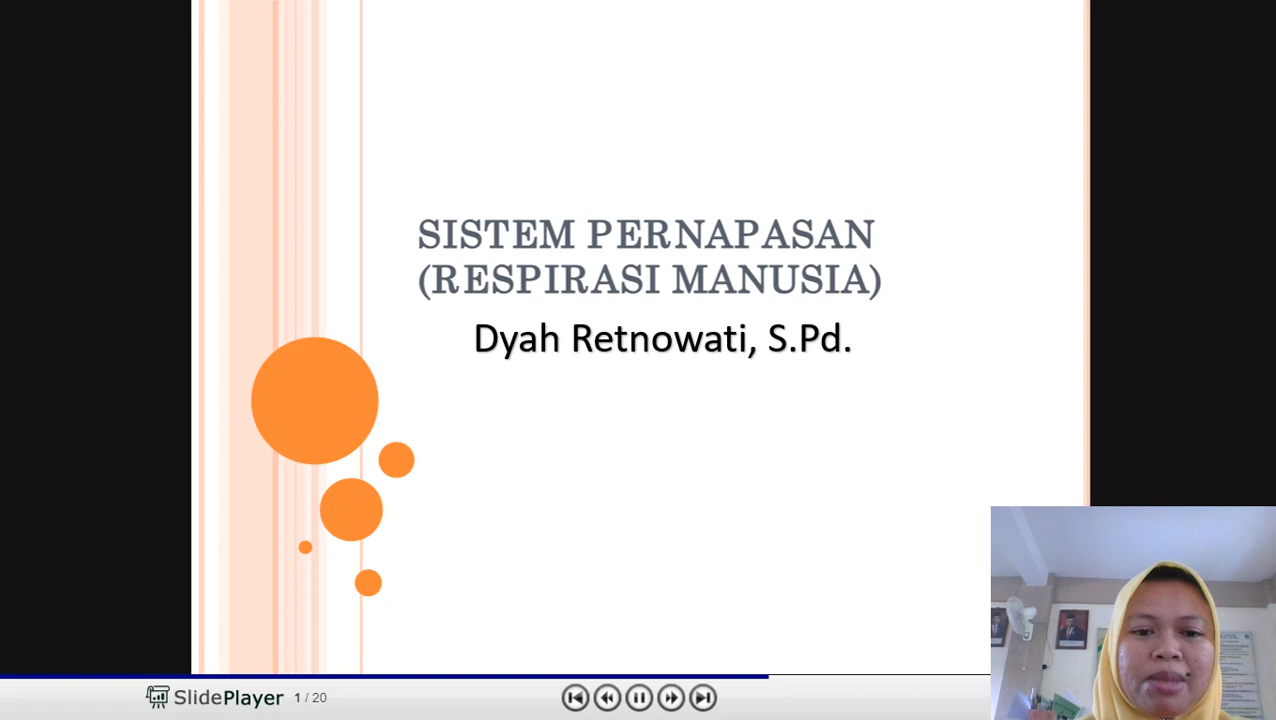 SISTEM PERNAPASAN
(RESPIRASI MANUSIA)
Dyah Retnowati, S.Pd.
SlidePlayer 1 / 20